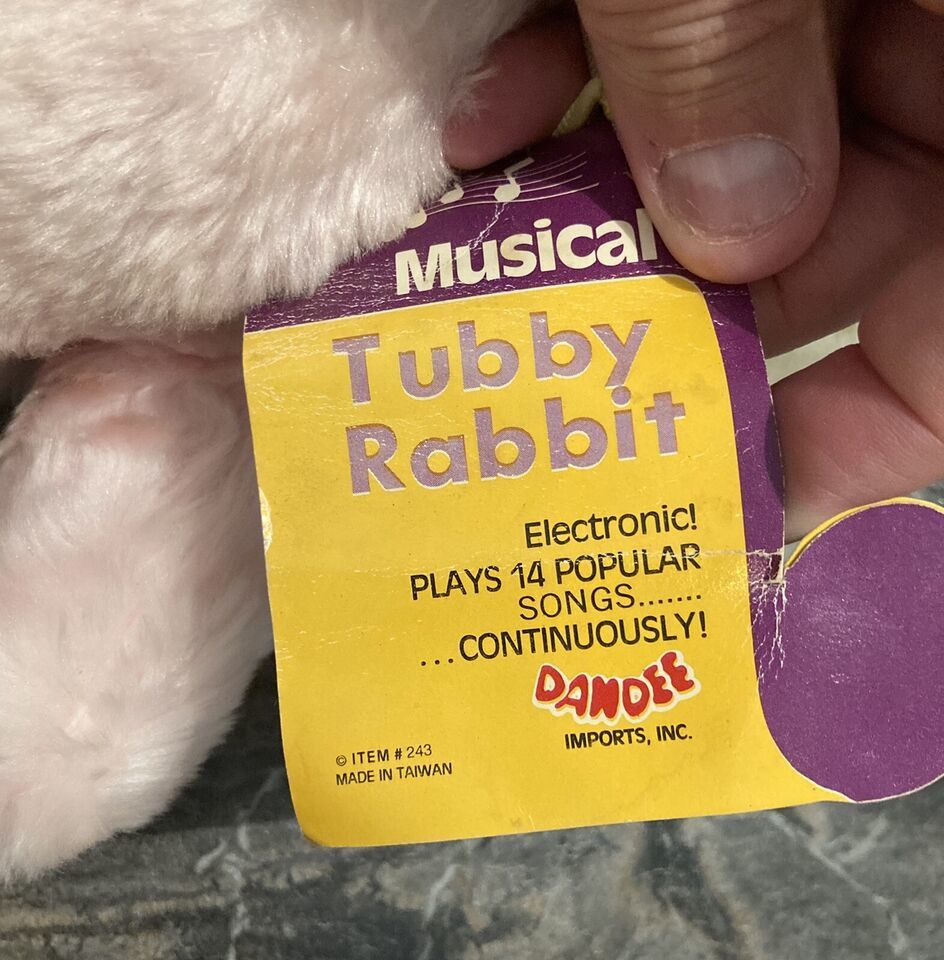 Musical
Tubby
Rabbit
Electronic!
PLAYS 14 POPULAR
SONGS.......
...CONTINUOUSLY!
DANDEE
IMPORTS, INC.
© ITEM # 243
MADE IN TAIWAN